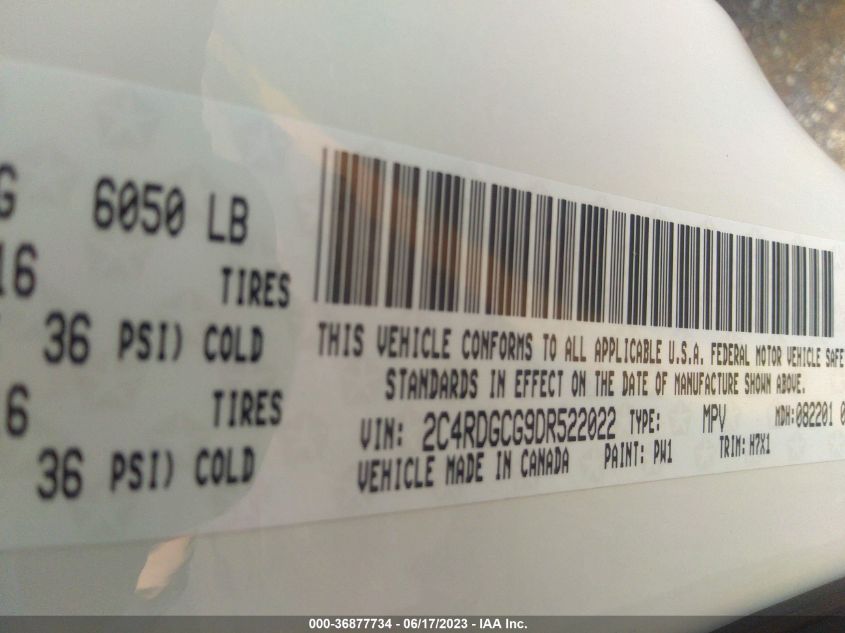 G 6050 LB
16 TIRES
36 PSI) COLD
6 TIRES
36 PSI) COLD
THIS VEHICLE CONFORMS TO ALL APPLICABLE U.S.A. FEDERAL MOTOR VEHICLE SAFE
STANDARDS IN EFFECT ON THE DATE OF MANUFACTURE SHOWN ABOVE.
VIN: 2C4RDGCG9DR522022 TYPE: MPV MDH:082201 0
VEHICLE MADE IN CANADA PAINT: PW1 TRIM: H7X1
000-36877734 - 06/17/2023 - IAA Inc.